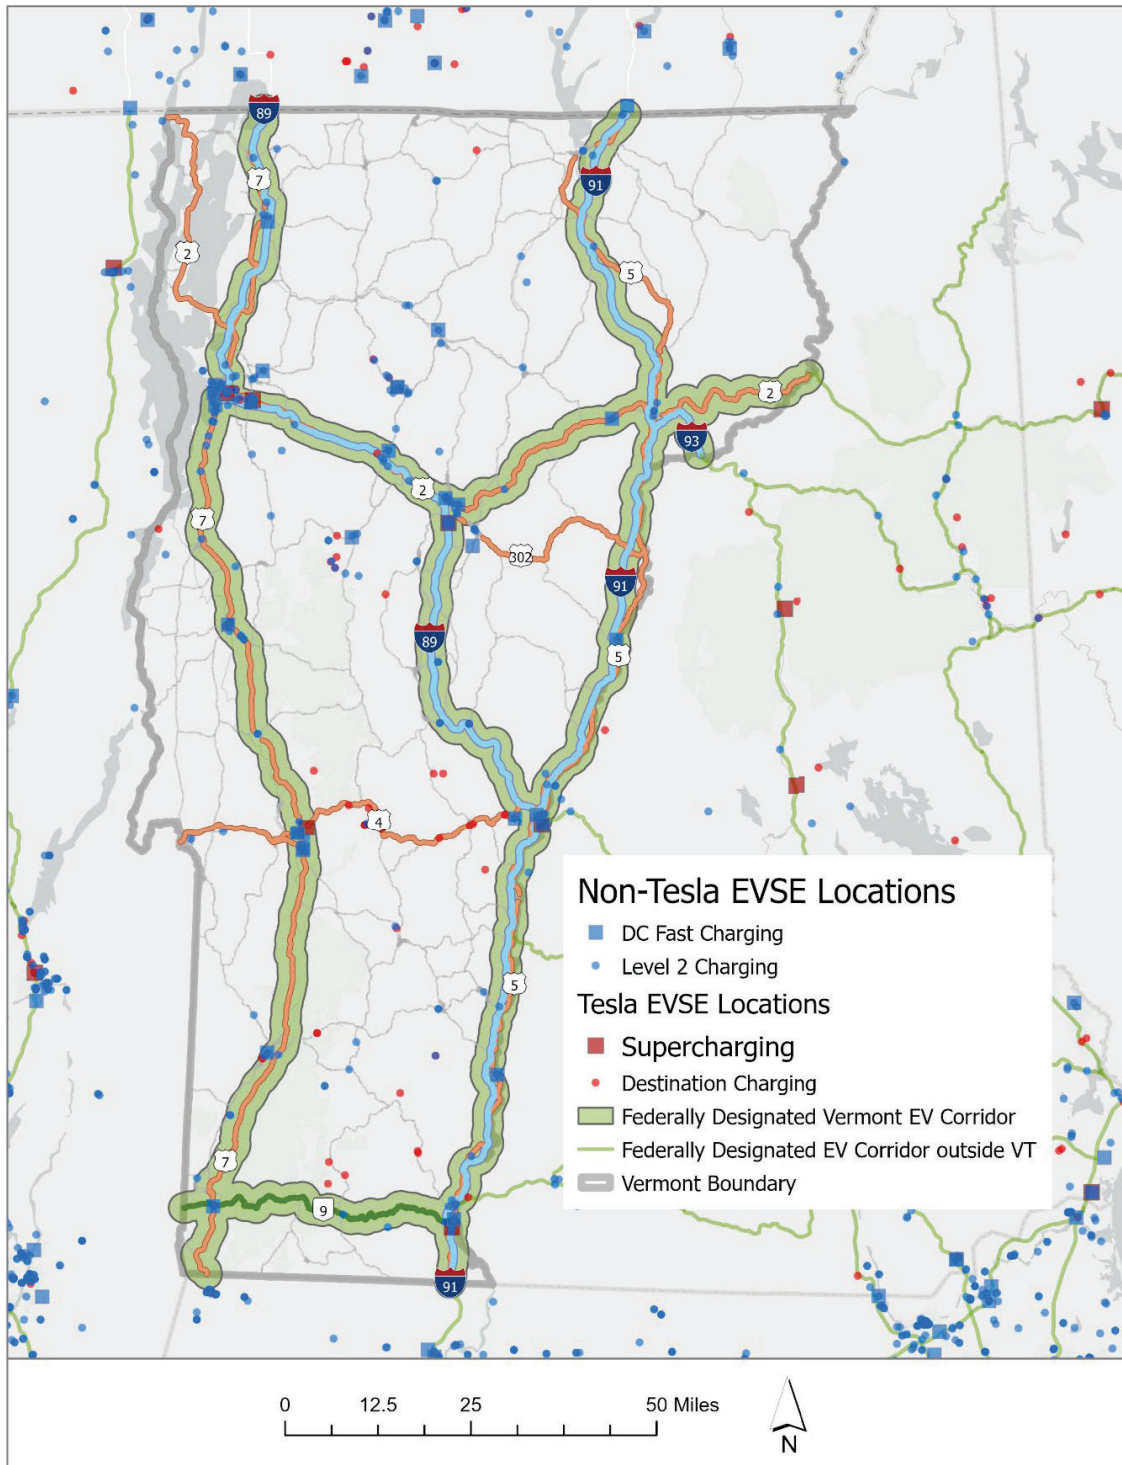 89
7
91
2
5
2
93
2
7
302
91
89
5
4
5
7
9
91
Non-Tesla EVSE Locations
DC Fast Charging
Level 2 Charging
Tesla EVSE Locations
Supercharging
Destination Charging
Federally Designated Vermont EV Corridor
Federally Designated EV Corridor outside VT
Vermont Boundary
0 12.5 25 50 Miles
N